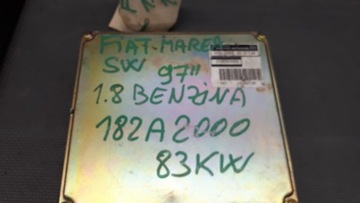 FIAT-MAREA
SW 97"
1.8 BENZINA
182A2000
83KW